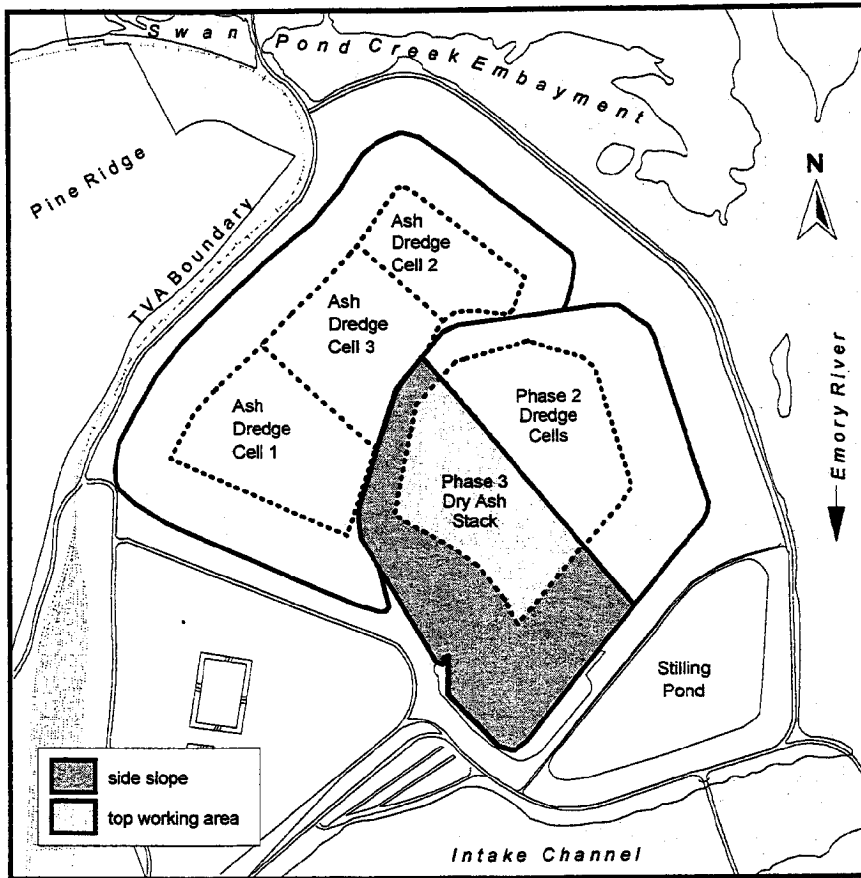 Swan Pond Creek Embayment
Pine Ridge
TVA Boundary
N
Ash
Dredge
Cell 2
Ash
Dredge
Cell 3
Ash
Dredge
Cell 1
Phase 2
Dredge
Cells
Phase 3
Dry Ash
Stack
Emory River
Stilling
Pond
side slope
top working area
Intake Channel